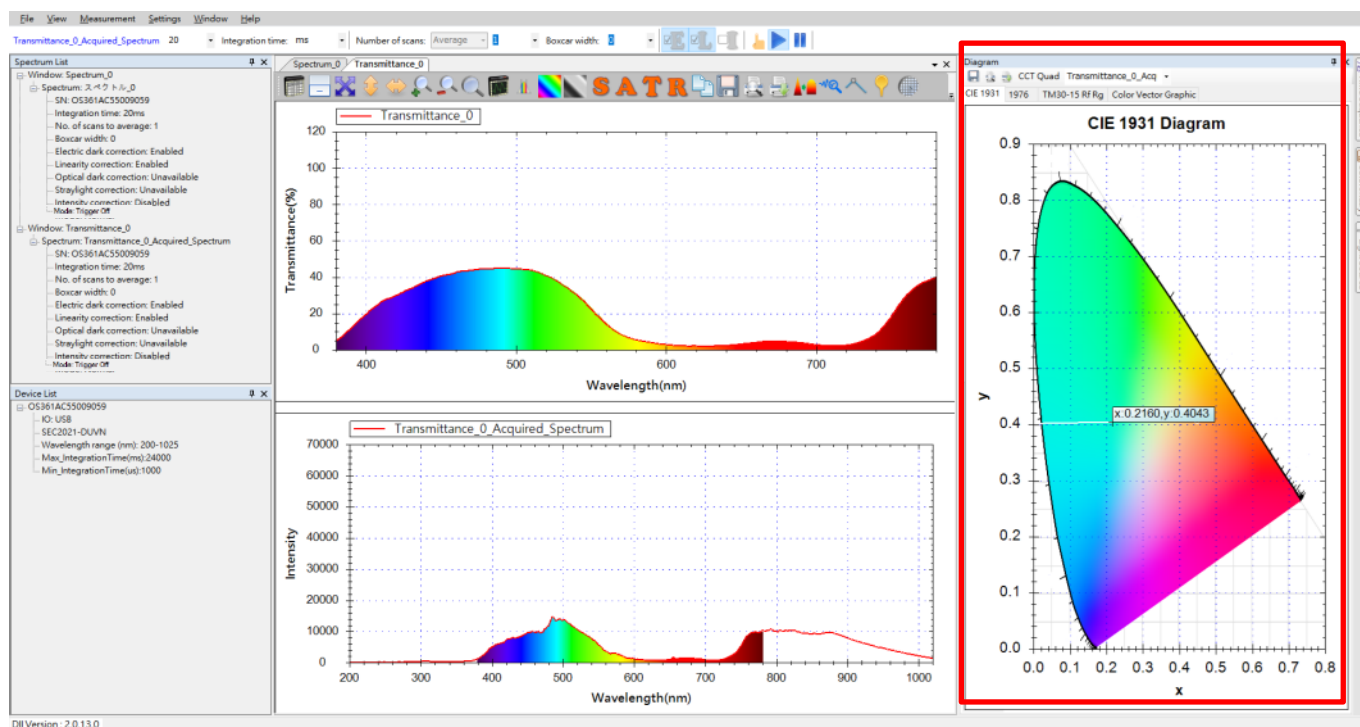 File View Measurement Settings Window Help
Transmittance_0_Acquired_Spectrum 20 Integration time: ms Number of scans: Average 1 Boxcar width: 0
Spectrum List
Window: Spectrum_0
Spectrum: スペクトル_0
SN: OS361AC55009059
Integration time: 20ms
No. of scans to average: 1
Boxcar width: 0
Electric dark correction: Enabled
Linearity correction: Enabled
Optical dark correction: Unavailable
Straylight correction: Unavailable
Intensity correction: Disabled
Mode: Trigger Off
Window: Transmittance_0
Spectrum: Transmittance_0_Acquired_Spectrum
SN: OS361AC55009059
Integration time: 20ms
No. of scans to average: 1
Boxcar width: 0
Electric dark correction: Enabled
Linearity correction: Enabled
Optical dark correction: Unavailable
Straylight correction: Unavailable
Intensity correction: Disabled
Mode: Trigger Off
Device List
OS361AC55009059
IO: USB
SEC2021-DUVN
Wavelength range (nm): 200-1025
Max_IntegrationTime(ms):24000
Min_IntegrationTime(us):1000
Spectrum_0 Transmittance_0
S A T R
Transmittance_0
Transmittance(%)
120
100
80
60
40
20
0
400 500 600 700
Wavelength(nm)
Transmittance_0_Acquired_Spectrum
Intensity
70000
60000
50000
40000
30000
20000
10000
0
200 300 400 500 600 700 800 900 1000
Wavelength(nm)
Diagram
CCT Quad Transmittance_0_Acq
CIE 1931 1976 TM30-15 Rf Rg Color Vector Graphic
CIE 1931 Diagram
y
0.9
0.8
0.7
0.6
0.5
0.4
0.3
0.2
0.1
0.0
x:0.2160,y:0.4043
0.0 0.1 0.2 0.3 0.4 0.5 0.6 0.7 0.8
x
Dll Version : 2.0.13.0